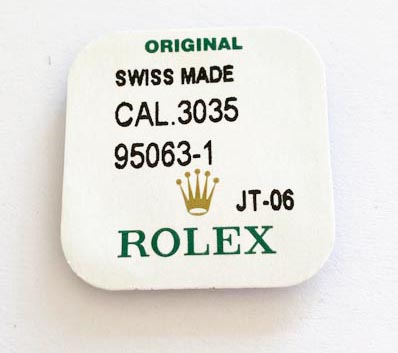 ORIGINAL
SWISS MADE
CAL.3035
95063-1
JT-06
ROLEX